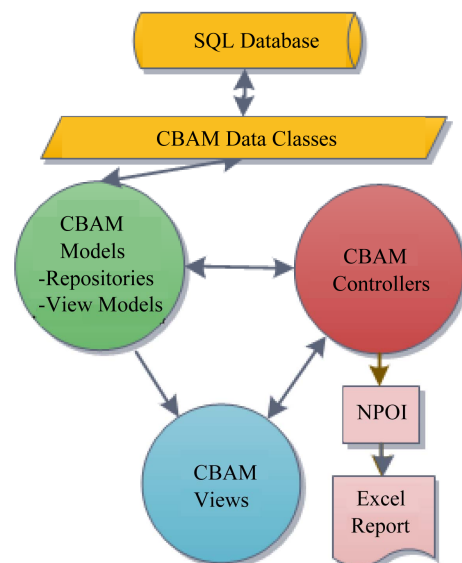 SQL Database
CBAM Data Classes
CBAM
Models
-Repositories
-View Models
CBAM
Controllers
NPOI
CBAM
Views
Excel
Report